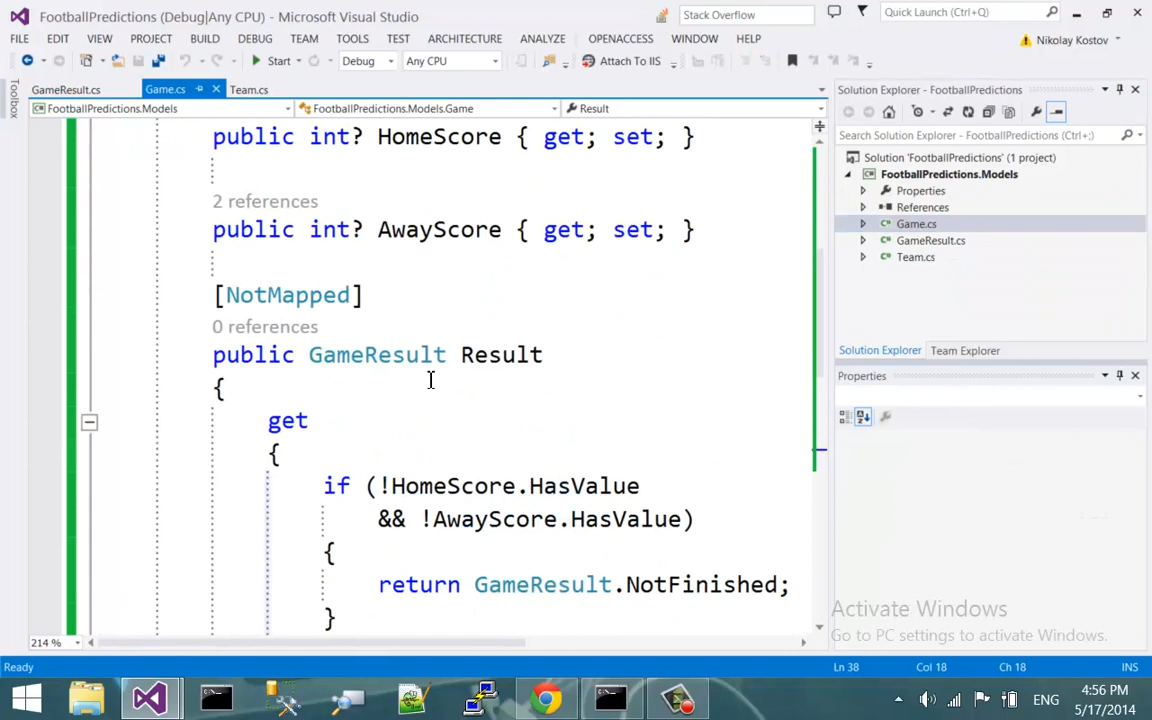 FootballPredictions (Debug|Any CPU) - Microsoft Visual Studio
Stack Overflow
Quick Launch (Ctrl+Q)
FILE EDIT VIEW PROJECT BUILD DEBUG TEAM TOOLS TEST ARCHITECTURE ANALYZE OPENACCESS WINDOW HELP
Nikolay Kostov
Start Debug Any CPU Attach To IIS
Toolbox
GameResult.cs Game.cs Team.cs
FootballPredictions.Models FootballPredictions.Models.Game Result
public int? HomeScore { get; set; }
2 references
public int? AwayScore { get; set; }
[NotMapped]
0 references
public GameResult Result
{
get
{
if (!HomeScore.HasValue
&& !AwayScore.HasValue)
{
return GameResult.NotFinished;
}
214 %
Solution Explorer - FootballPredictions
Search Solution Explorer - FootballPredictions (Ctrl+;)
Solution 'FootballPredictions' (1 project)
FootballPredictions.Models
Properties
References
Game.cs
GameResult.cs
Team.cs
Solution Explorer Team Explorer
Properties
Activate Windows
Go to PC settings to activate Windows.
Ready Ln 38 Col 18 Ch 18 INS
ENG
4:56 PM
5/17/2014